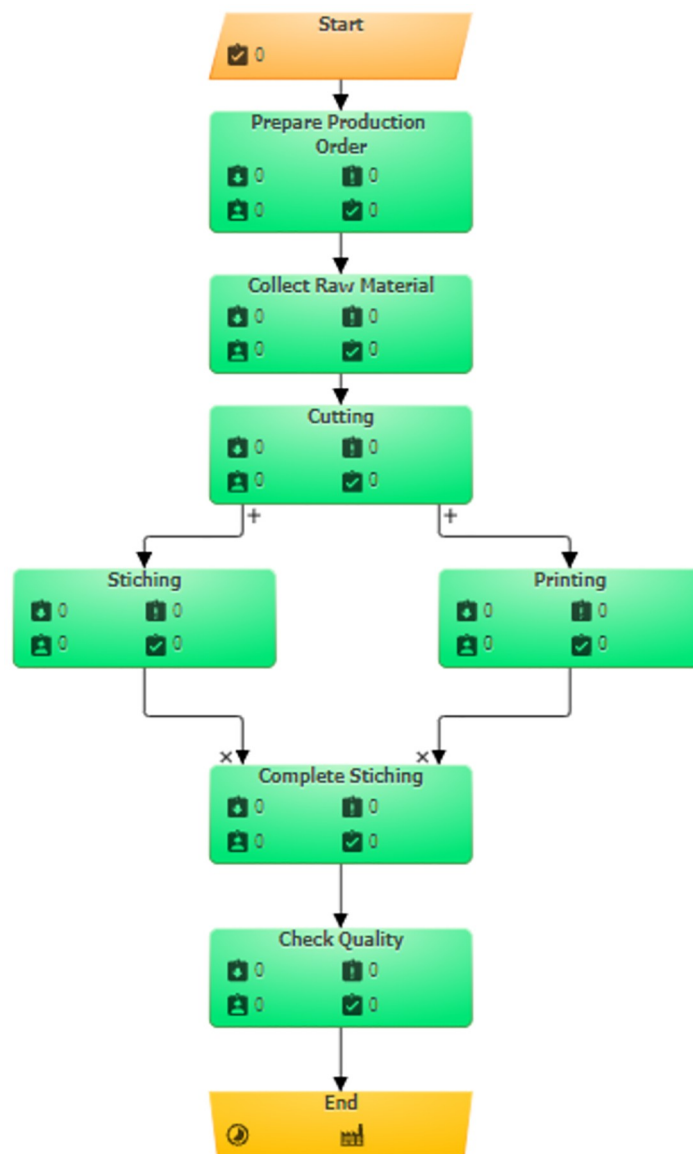 Start
0
Prepare Production
Order
0 0
0 0
Collect Raw Material
0 0
0 0
Cutting
0 0
0 0
+ +
Stiching Printing
0 0 0 0
0 0 0 0
× ×
Complete Stiching
0 0
0 0
Check Quality
0 0
0 0
End